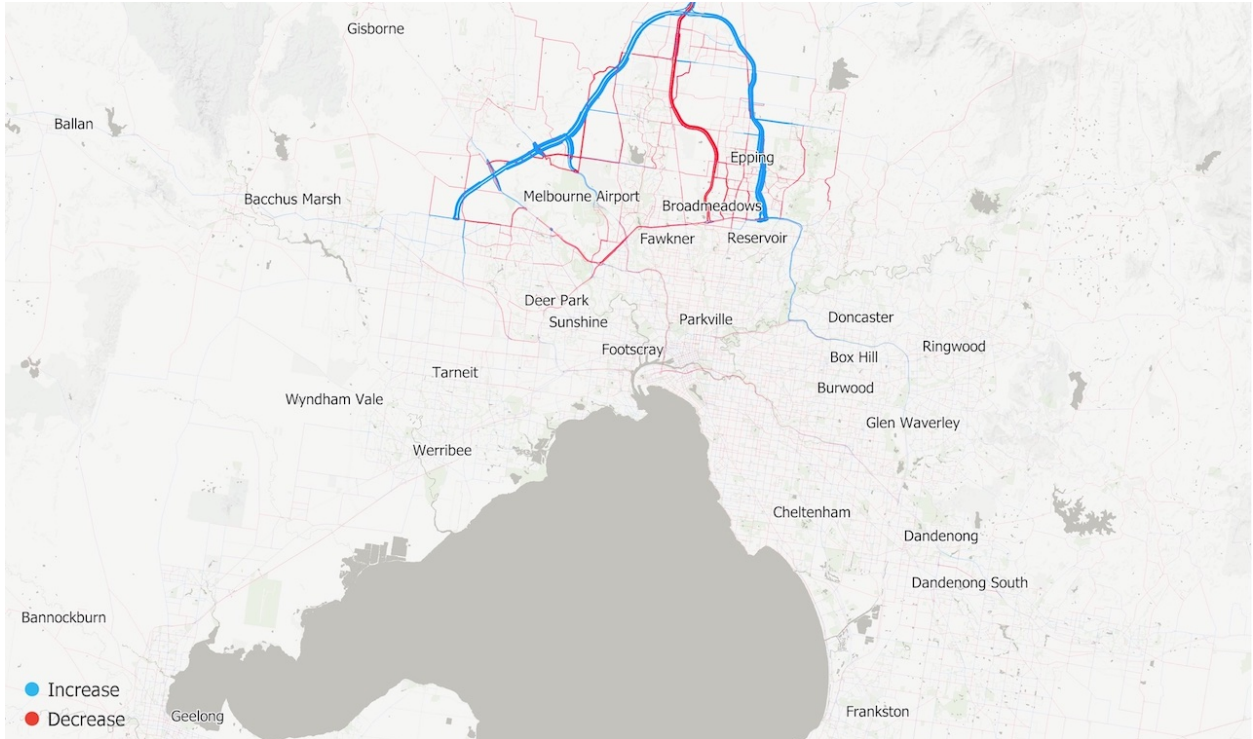 Gisborne
Ballan
Epping
Bacchus Marsh
Melbourne Airport
Broadmeadows
Fawkner
Reservoir
Deer Park
Sunshine
Parkville
Doncaster
Footscray
Ringwood
Box Hill
Tarneit
Burwood
Wyndham Vale
Glen Waverley
Werribee
Cheltenham
Dandenong
Dandenong South
Bannockburn
Increase
Decrease
Geelong
Frankston